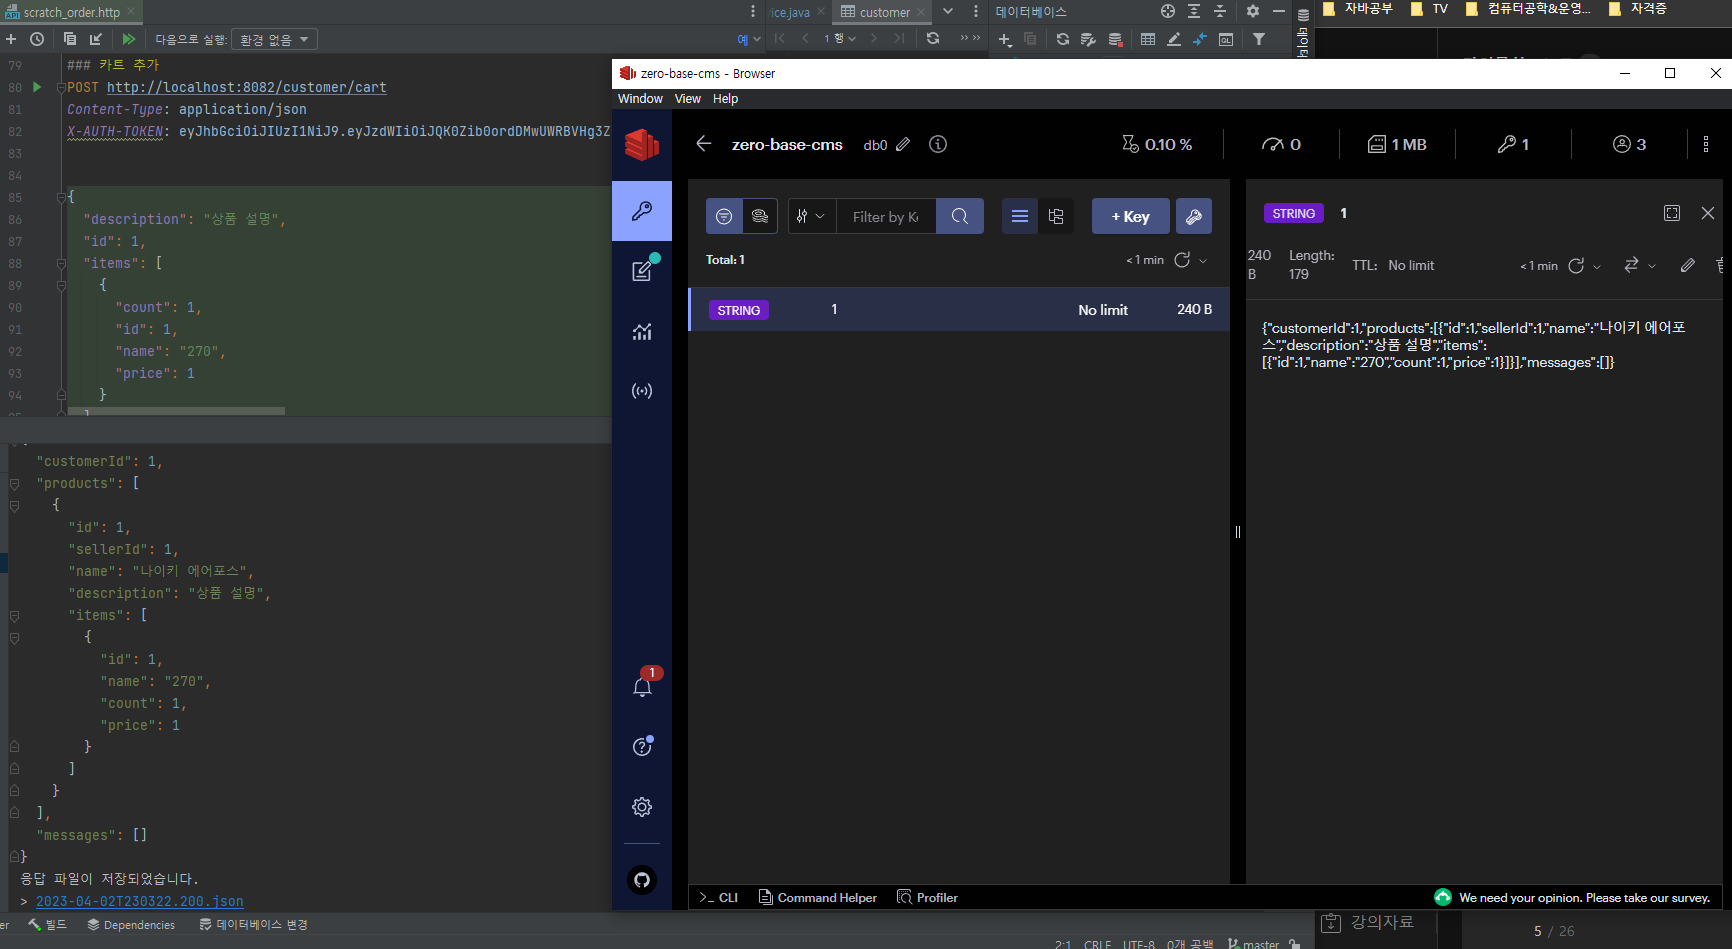 scratch_order.http
rice.java
customer
데이터베이스
자바공부
TV
컴퓨터공학&운영...
자격증
다음으로 실행:
환경 없음
1 행
79
### 카트 추가
80
POST http://localhost:8082/customer/cart
81
Content-Type: application/json
82
X-AUTH-TOKEN: eyJhbGciOiJIUzI1NiJ9.eyJzdWIiOiJQK0Zib0ordDMwUWRBVHg3Z
83
84
85
{
86
"description": "상품 설명",
87
"id": 1,
88
"items": [
89
{
90
"count": 1,
91
"id": 1,
92
"name": "270",
93
"price": 1
94
}
"customerId": 1,
"products": [
{
"id": 1,
"sellerId": 1,
"name": "나이키 에어포스",
"description": "상품 설명",
"items": [
{
"id": 1,
"name": "270",
"count": 1,
"price": 1
}
]
}
],
"messages": []
}
응답 파일이 저장되었습니다.
> 2023-04-02T230322.200.json
빌드
Dependencies
데이터베이스 변경
zero-base-cms - Browser
Window View Help
zero-base-cms db0
0.10 %
0
1 MB
1
3
Filter by Ke
+ Key
Total: 1
< 1 min
STRING 1 No limit 240 B
1
STRING 1
240 B
Length: 179
TTL: No limit
< 1 min
{"customerId":1,"products":[{"id":1,"sellerId":1,"name":"나이키 에어포
스","description":"상품 설명","items":
[{"id":1,"name":"270","count":1,"price":1}]}],"messages":[]}
>_ CLI
Command Helper
Profiler
We need your opinion. Please take our survey.
2:1 CRLF UTF-8 0개 공백 master
강의자료
5 / 26